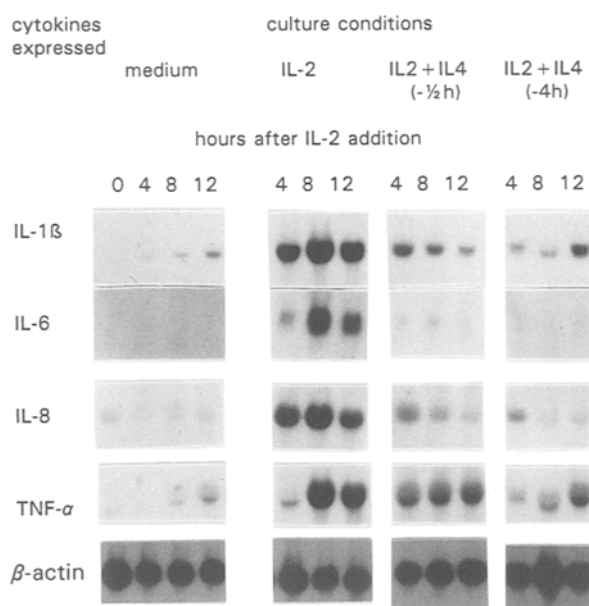 cytokines expressed culture conditions
medium IL-2 IL2+IL4 (-½h) IL2+IL4 (-4h)
hours after IL-2 addition
0 4 8 12 4 8 12 4 8 12 4 8 12
IL-1ß
IL-6
IL-8
TNF-α
β-actin